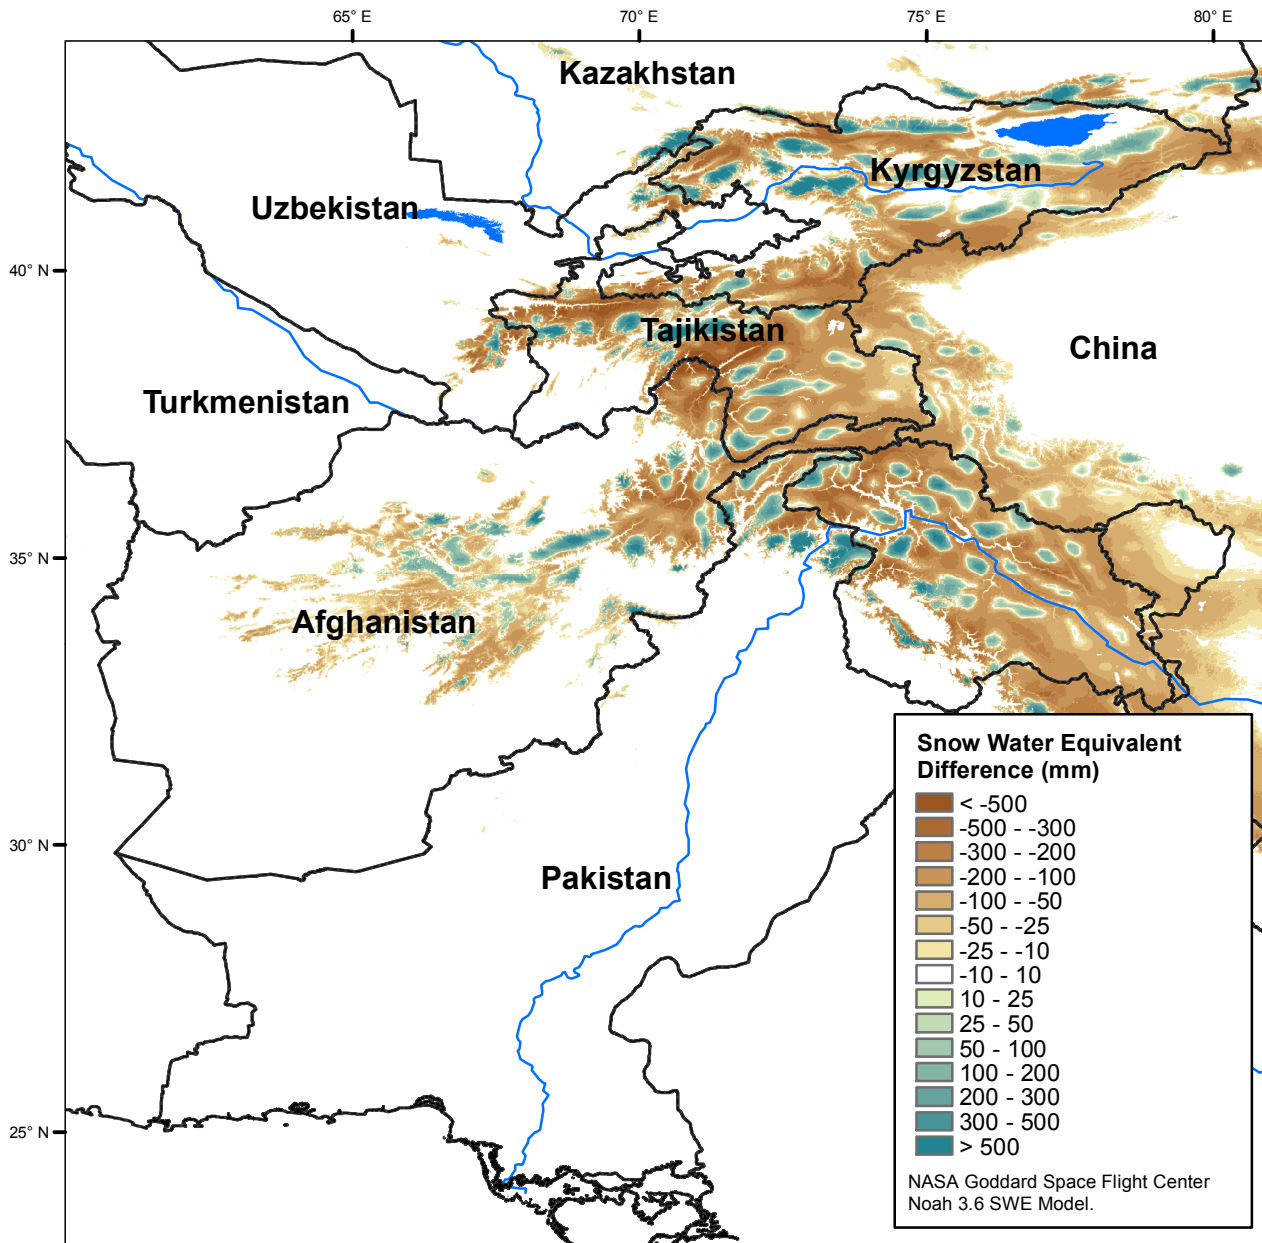 65° E
70° E
75° E
80° E
Kazakhstan
Kyrgyzstan
Uzbekistan
40° N
Tajikistan
China
Turkmenistan
35° N
Afghanistan
30° N
Pakistan
25° N
Snow Water Equivalent
Difference (mm)
< -500
-500 - -300
-300 - -200
-200 - -100
-100 - -50
-50 - -25
-25 - -10
-10 - 10
10 - 25
25 - 50
50 - 100
100 - 200
200 - 300
300 - 500
> 500
NASA Goddard Space Flight Center
Noah 3.6 SWE Model.